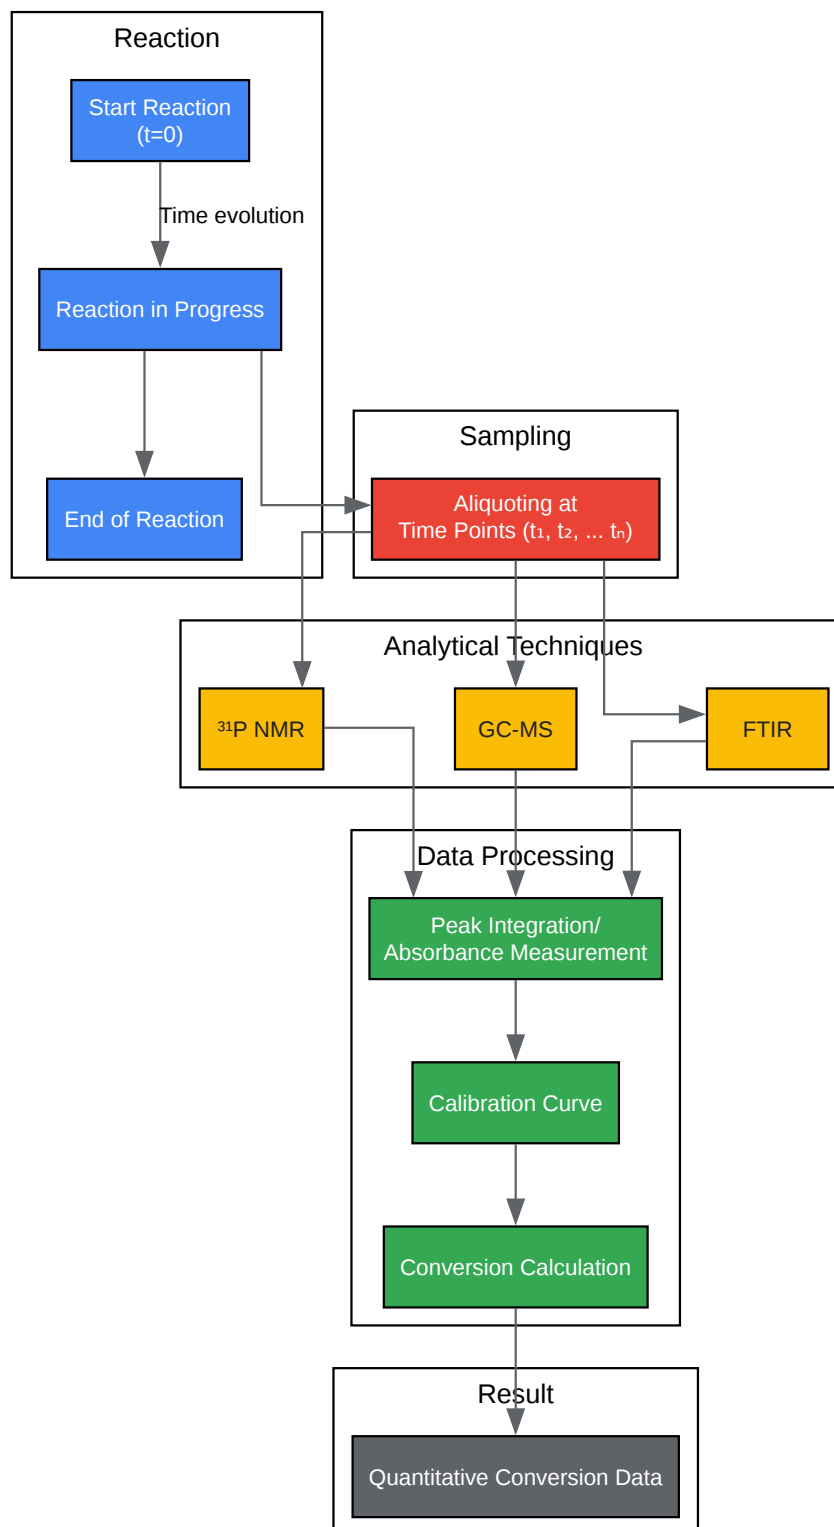 Reaction
Start Reaction
(t=0)
Time evolution
Reaction in Progress
End of Reaction
Sampling
Aliquoting at
Time Points (t₁, t₂, ... tₙ)
Analytical Techniques
³¹P NMR
GC-MS
FTIR
Data Processing
Peak Integration/
Absorbance Measurement
Calibration Curve
Conversion Calculation
Result
Quantitative Conversion Data